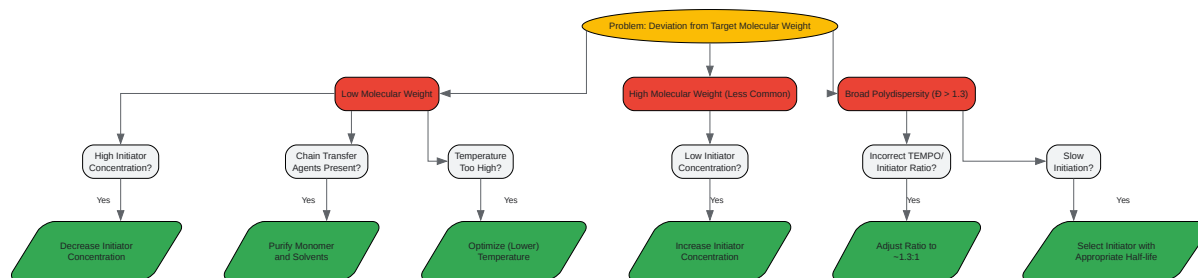 Problem: Deviation from Target Molecular Weight
Low Molecular Weight
High Molecular Weight (Less Common)
Broad Polydispersity (Đ > 1.3)
High Initiator
Concentration?
Chain Transfer
Agents Present?
Temperature
Too High?
Low Initiator
Concentration?
Incorrect TEMPO/
Initiator Ratio?
Slow
Initiation?
Yes
Yes
Yes
Yes
Yes
Yes
Decrease Initiator
Concentration
Purify Monomer
and Solvents
Optimize (Lower)
Temperature
Increase Initiator
Concentration
Adjust Ratio to
~1.3:1
Select Initiator with
Appropriate Half-life